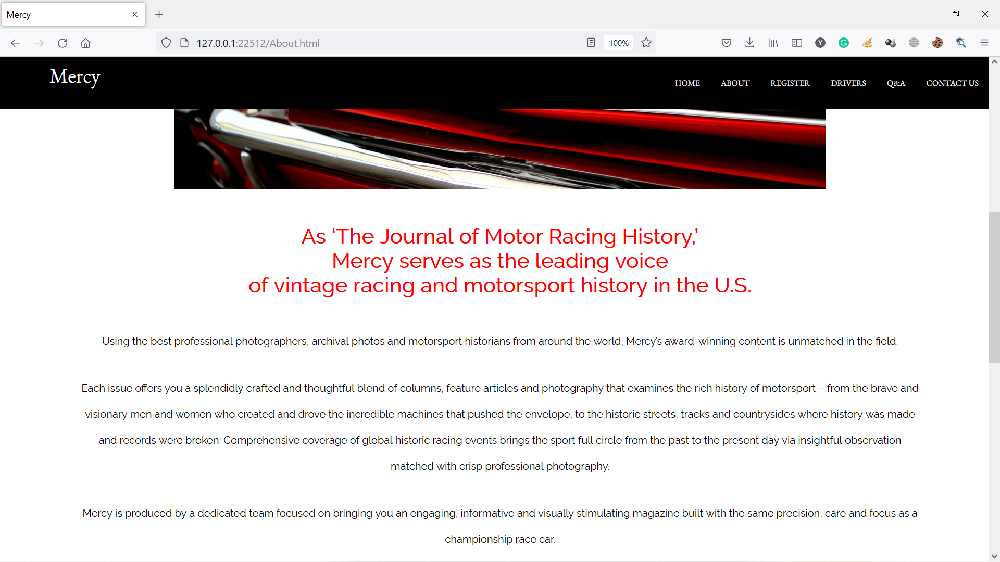 Mercy
127.0.0.1:22512/About.html
100%
Mercy
HOME ABOUT REGISTER DRIVERS Q&A CONTACT US
As ‘The Journal of Motor Racing History,’
Mercy serves as the leading voice
of vintage racing and motorsport history in the U.S.
Using the best professional photographers, archival photos and motorsport historians from around the world, Mercy’s award-winning content is unmatched in the field.
Each issue offers you a splendidly crafted and thoughtful blend of columns, feature articles and photography that examines the rich history of motorsport – from the brave and
visionary men and women who created and drove the incredible machines that pushed the envelope, to the historic streets, tracks and countrysides where history was made
and records were broken. Comprehensive coverage of global historic racing events brings the sport full circle from the past to the present day via insightful observation
matched with crisp professional photography.
Mercy is produced by a dedicated team focused on bringing you an engaging, informative and visually stimulating magazine built with the same precision, care and focus as a
championship race car.